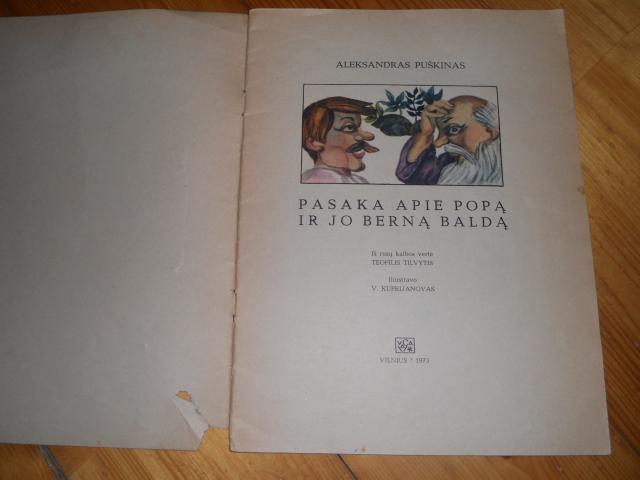 ALEKSANDRAS PUŠKINAS
PASAKA APIE POPĄ
IR JO BERNĄ BALDĄ
Iš rusų kalbos vertė
TEOFILIS TILVYTIS
Iliustravo
V. KUPRIJANOVAS
VILNIUS * 1973